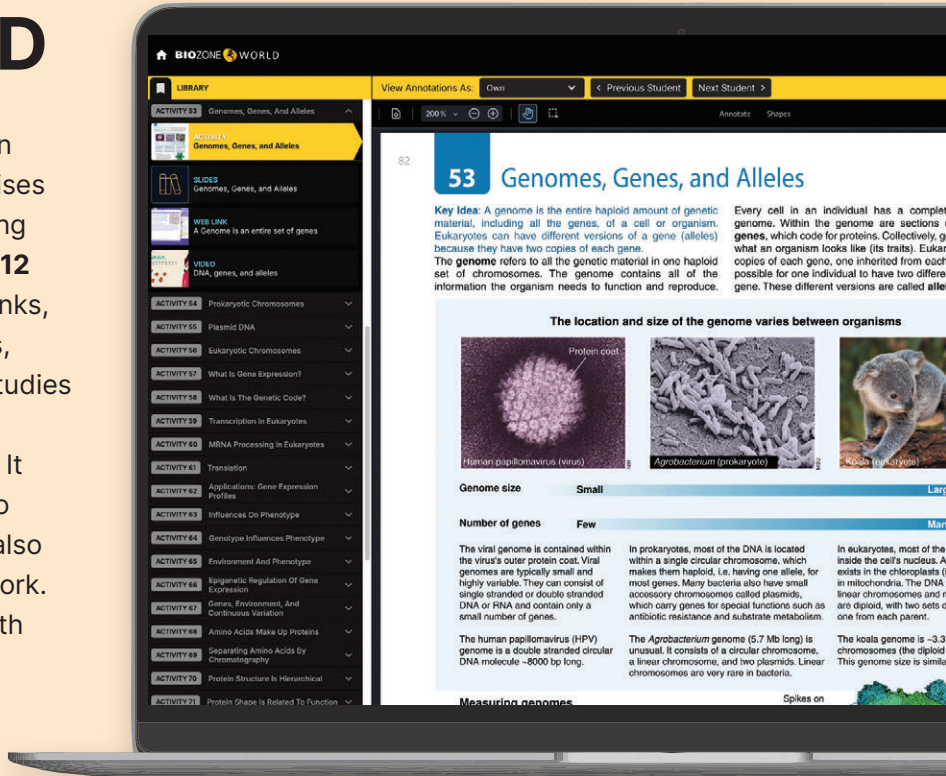 D
n
ises
ng
12
nks,
s,
tudies
It
o
also
work.
th
BIOZONE WORLD
LIBRARY
ACTIVITY 53 Genomes, Genes, And Alleles
ACTIVITY
Genomes, Genes, and Alleles
SLIDES
Genomes, Genes, and Alleles
WEB LINK
A Genome is an entire set of genes
VIDEO
DNA, genes, and alleles
ACTIVITY 54 Prokaryotic Chromosomes
ACTIVITY 55 Plasmid DNA
ACTIVITY 56 Eukaryotic Chromosomes
ACTIVITY 57 What Is Gene Expression?
ACTIVITY 58 What Is The Genetic Code?
ACTIVITY 59 Transcription In Eukaryotes
ACTIVITY 60 MRNA Processing In Eukaryotes
ACTIVITY 61 Translation
ACTIVITY 62 Applications: Gene Expression
Profiles
ACTIVITY 63 Influences On Phenotype
ACTIVITY 64 Genotype Influences Phenotype
ACTIVITY 65 Environment And Phenotype
ACTIVITY 66 Epigenetic Regulation Of Gene
Expression
ACTIVITY 67 Genes, Environment, And
Continuous Variation
ACTIVITY 68 Amino Acids Make Up Proteins
ACTIVITY 69 Separating Amino Acids By
Chromatography
ACTIVITY 70 Protein Structure Is Hierarchical
ACTIVITY 71 Protein Shape Is Related To Function
View Annotations As: Own < Previous Student Next Student >
200% Annotate Shapes
82
53 Genomes, Genes, and Alleles
Key Idea: A genome is the entire haploid amount of genetic
material, including all the genes, of a cell or organism.
Eukaryotes can have different versions of a gene (alleles)
because they have two copies of each gene.
The genome refers to all the genetic material in one haploid
set of chromosomes. The genome contains all of the
information the organism needs to function and reproduce.
Every cell in an individual has a complet
genome. Within the genome are sections
genes, which code for proteins. Collectively, g
what an organism looks like (its traits). Eukar
copies of each gene, one inherited from each
possible for one individual to have two differe
gene. These different versions are called allel
The location and size of the genome varies between organisms
Protein coat
Human papillomavirus (virus)
Agrobacterium (prokaryote)
MSU
Koala (eukaryote)
Genome size Small Larg
Number of genes Few Man
The viral genome is contained within
the virus's outer protein coat. Viral
genomes are typically small and
highly variable. They can consist of
single stranded or double stranded
DNA or RNA and contain only a
small number of genes.
The human papillomavirus (HPV)
genome is a double stranded circular
DNA molecule ~8000 bp long.
In prokaryotes, most of the DNA is located
within a single circular chromosome, which
makes them haploid, i.e. having one allele, for
most genes. Many bacteria also have small
accessory chromosomes called plasmids,
which carry genes for special functions such as
antibiotic resistance and substrate metabolism.
The Agrobacterium genome (5.7 Mb long) is
unusual. It consists of a circular chromosome,
a linear chromosome, and two plasmids. Linear
chromosomes are very rare in bacteria.
In eukaryotes, most of the
inside the cell's nucleus. A
exists in the chloroplasts (
in mitochondria. The DNA
linear chromosomes and m
are diploid, with two sets o
one from each parent.
The koala genome is ~3.3
chromosomes (the diploid
This genome size is simila
Measuring genomes
Spikes on